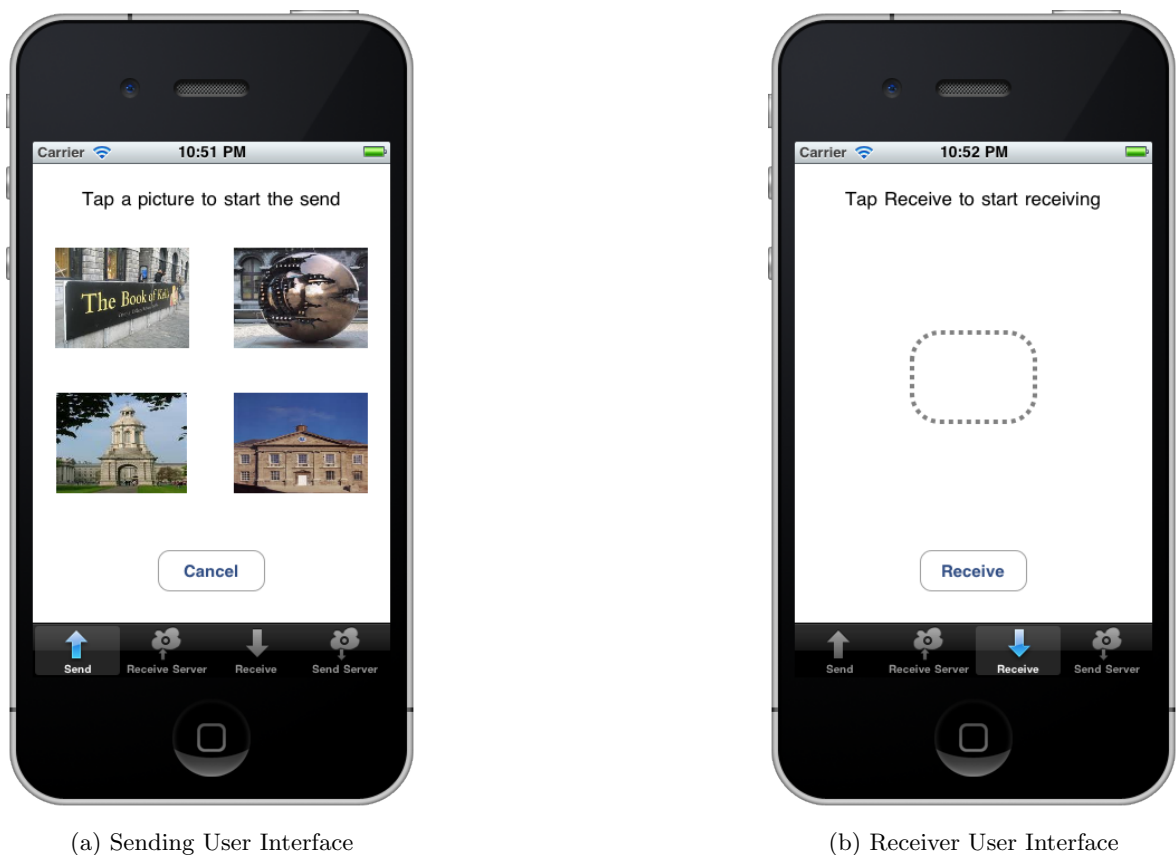 Carrier 10:51 PM
Tap a picture to start the send
The Book of Kells
Cancel
Send Receive Server Receive Send Server
(a) Sending User Interface
Carrier 10:52 PM
Tap Receive to start receiving
Receive
Send Receive Server Receive Send Server
(b) Receiver User Interface